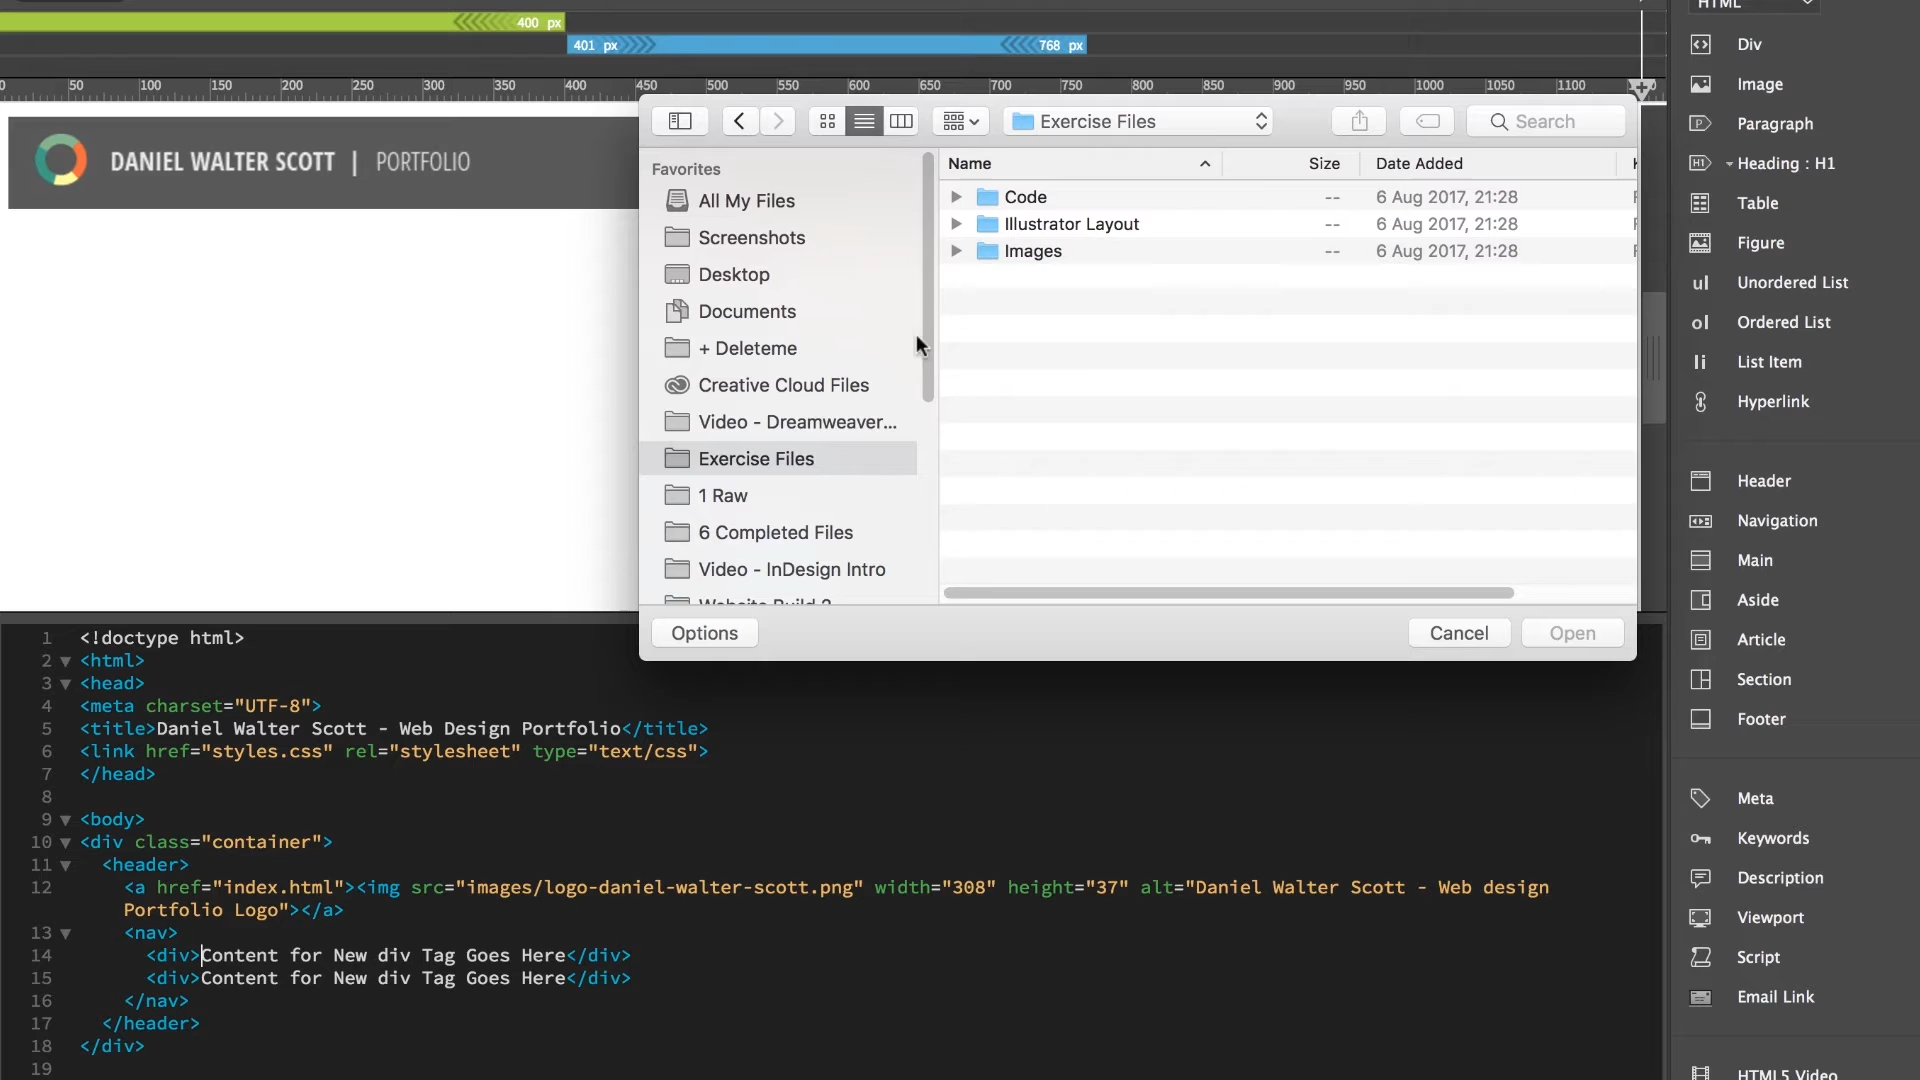 400 px
401 px
768 px
0 50 100 150 200 250 300 350 400 450 500 550 600 650 700 750 800 850 900 950 1000 1050 1100
DANIEL WALTER SCOTT | PORTFOLIO
Exercise Files
Search
Favorites
All My Files
Screenshots
Desktop
Documents
+ Deleteme
Creative Cloud Files
Video - Dreamweaver...
Exercise Files
1 Raw
6 Completed Files
Video - InDesign Intro
Name Size Date Added
Code -- 6 Aug 2017, 21:28
Illustrator Layout -- 6 Aug 2017, 21:28
Images -- 6 Aug 2017, 21:28
Options Cancel Open
1 <!doctype html>
2 <html>
3 <head>
4 <meta charset="UTF-8">
5 <title>Daniel Walter Scott - Web Design Portfolio</title>
6 <link href="styles.css" rel="stylesheet" type="text/css">
7 </head>
8
9 <body>
10 <div class="container">
11 <header>
12 <a href="index.html"><img src="images/logo-daniel-walter-scott.png" width="308" height="37" alt="Daniel Walter Scott - Web design
Portfolio Logo"></a>
13 <nav>
14 <div>Content for New div Tag Goes Here</div>
15 <div>Content for New div Tag Goes Here</div>
16 </nav>
17 </header>
18 </div>
19
HTML
Div
Image
P Paragraph
H1 Heading : H1
Table
Figure
ul Unordered List
ol Ordered List
li List Item
Hyperlink
Header
Navigation
Main
Aside
Article
Section
Footer
Meta
Keywords
Description
Viewport
Script
Email Link
HTML5 Video